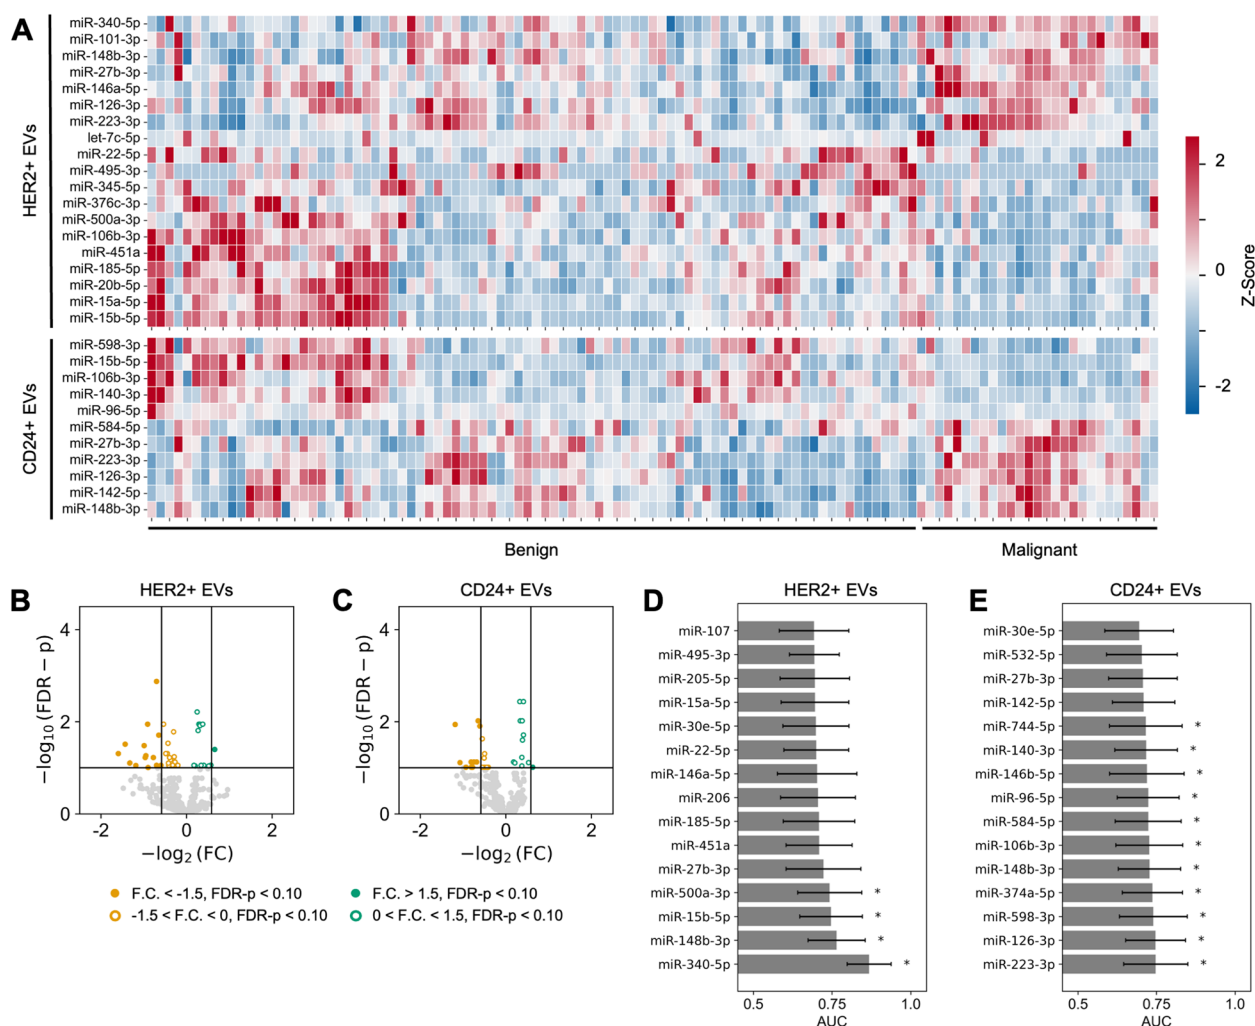 A
HER2+ EVs
miR-340-5p
miR-101-3p
miR-148b-3p
miR-27b-3p
miR-146a-5p
miR-126-3p
miR-223-3p
let-7c-5p
miR-22-5p
miR-495-3p
miR-345-5p
miR-376c-3p
miR-500a-3p
miR-106b-3p
miR-451a
miR-185-5p
miR-20b-5p
miR-15a-5p
miR-15b-5p
CD24+ EVs
miR-598-3p
miR-15b-5p
miR-106b-3p
miR-140-3p
miR-96-5p
miR-584-5p
miR-27b-3p
miR-223-3p
miR-126-3p
miR-142-5p
miR-148b-3p
Benign
Malignant
2
0
-2
Z-Score
B
HER2+ EVs
−log10 (FDR − p)
4
2
0
-2
0
2
−log2 (FC)
C
CD24+ EVs
−log10 (FDR − p)
4
2
0
-2
0
2
−log2 (FC)
F.C. < -1.5, FDR-p < 0.10
-1.5 < F.C. < 0, FDR-p < 0.10
F.C. > 1.5, FDR-p < 0.10
0 < F.C. < 1.5, FDR-p < 0.10
D
HER2+ EVs
miR-107
miR-495-3p
miR-205-5p
miR-15a-5p
miR-30e-5p
miR-22-5p
miR-146a-5p
miR-206
miR-185-5p
miR-451a
miR-27b-3p
miR-500a-3p *
miR-15b-5p *
miR-148b-3p *
miR-340-5p *
0.5
0.75
1.0
AUC
E
CD24+ EVs
miR-30e-5p
miR-532-5p
miR-27b-3p
miR-142-5p
miR-744-5p *
miR-140-3p *
miR-146b-5p *
miR-96-5p *
miR-584-5p *
miR-106b-3p *
miR-148b-3p *
miR-374a-5p *
miR-598-3p *
miR-126-3p *
miR-223-3p *
0.5
0.75
1.0
AUC